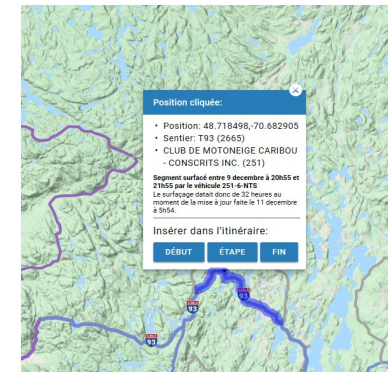 Position cliquée:
• Position: 48.718498,-70.682905
• Sentier: T93 (2665)
• CLUB DE MOTONEIGE CARIBOU
- CONSCRITS INC. (251)
Segment surfacé entre 9 decembre à 20h55 et
21h55 par le véhicule 251-6-NTS
Le surfaçage datait donc de 32 heures au
moment de la mise à jour faite le 11 decembre
à 5h54.
Insérer dans l'itinéraire:
DÉBUT ÉTAPE FIN
93
93
93